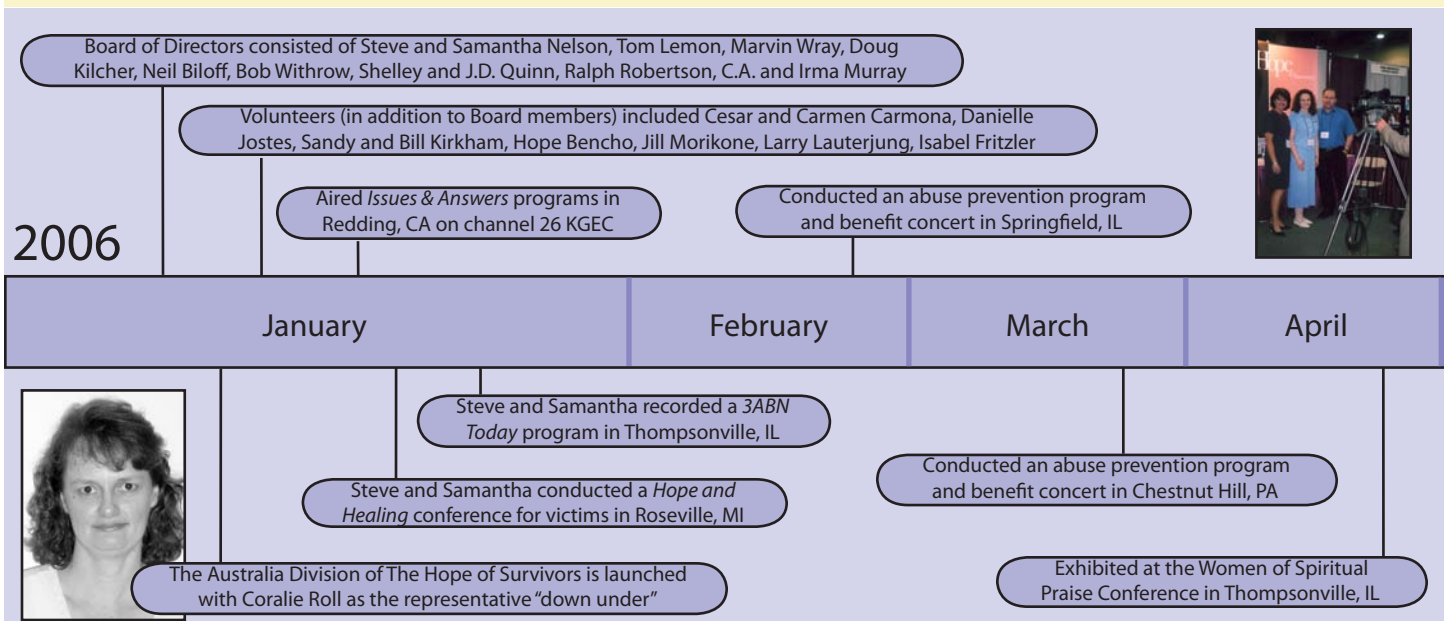 Board of Directors consisted of Steve and Samantha Nelson, Tom Lemon, Marvin Wray, Doug
Kilcher, Neil Biloff, Bob Withrow, Shelley and J.D. Quinn, Ralph Robertson, C.A. and Irma Murray
Volunteers (in addition to Board members) included Cesar and Carmen Carmona, Danielle
Jostes, Sandy and Bill Kirkham, Hope Bencho, Jill Morikone, Larry Lauterjung, Isabel Fritzler
Aired Issues & Answers programs in
Redding, CA on channel 26 KGEC
Conducted an abuse prevention program
and benefit concert in Springfield, IL
Hope
2006
January
February
March
April
Steve and Samantha recorded a 3ABN
Today program in Thompsonville, IL
Steve and Samantha conducted a Hope and
Healing conference for victims in Roseville, MI
The Australia Division of The Hope of Survivors is launched
with Coralie Roll as the representative “down under”
Conducted an abuse prevention program
and benefit concert in Chestnut Hill, PA
Exhibited at the Women of Spiritual
Praise Conference in Thompsonville, IL